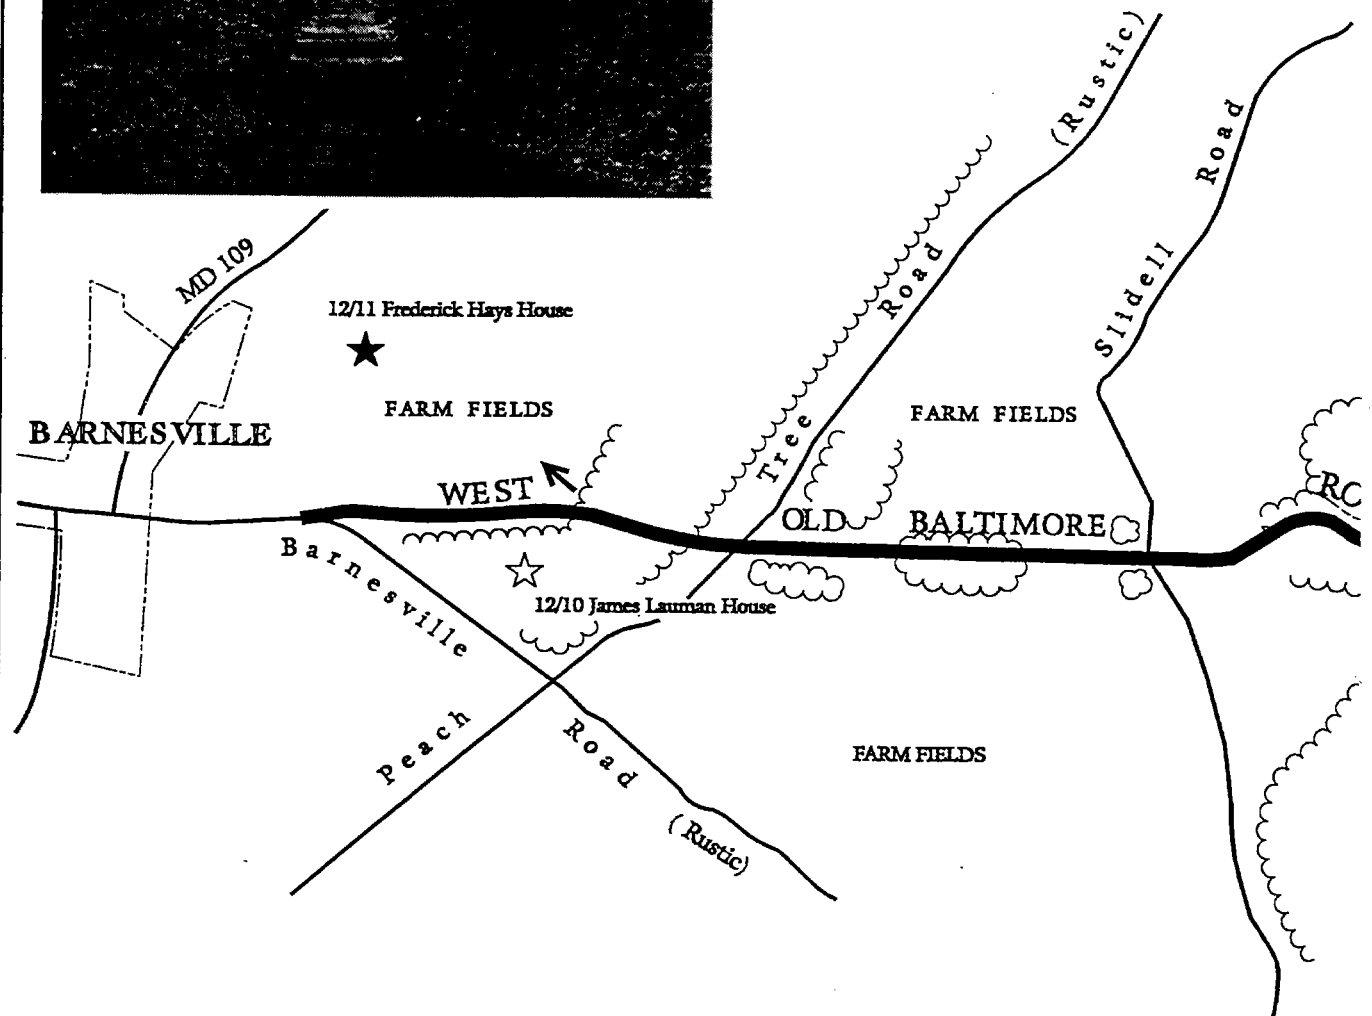 (Rustic)
Road
MD 109
Road
Slidell
12/11 Frederick Hays House
FARM FIELDS
FARM FIELDS
Tree
BARNESVILLE
WEST
OLD
BALTIMORE
RO
Barnesville
12/10 James Lauman House
Peach
Road
(Rustic)
FARM FIELDS